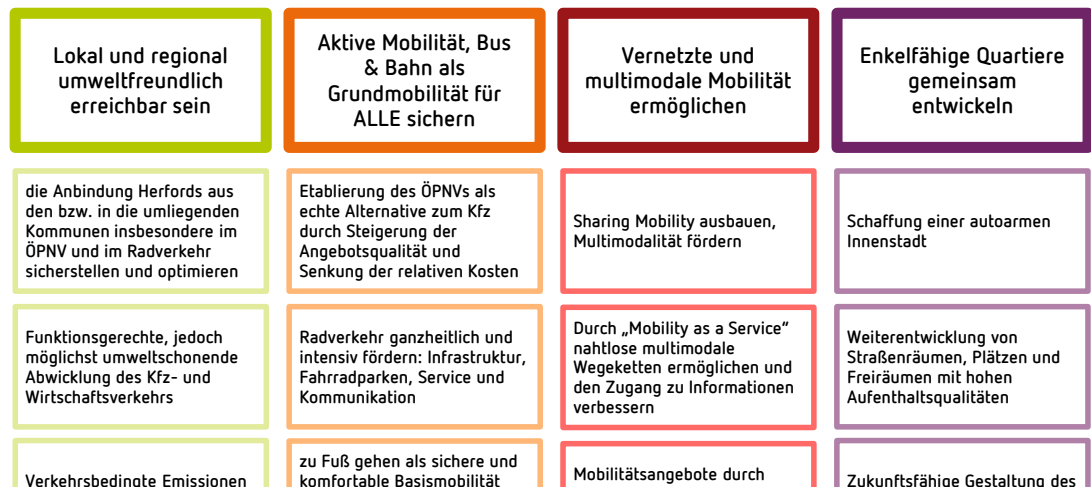 Lokal und regional
umweltfreundlich
erreichbar sein
Aktive Mobilität, Bus
& Bahn als
Grundmobilität für
ALLE sichern
Vernetzte und
multimodale Mobilität
ermöglichen
Enkelfähige Quartiere
gemeinsam
entwickeln
die Anbindung Herfords aus
den bzw. in die umliegenden
Kommunen insbesondere im
ÖPNV und im Radverkehr
sicherstellen und optimieren
Etablierung des ÖPNVs als
echte Alternative zum Kfz
durch Steigerung der
Angebotsqualität und
Senkung der relativen Kosten
Sharing Mobility ausbauen,
Multimodalität fördern
Schaffung einer autoarmen
Innenstadt
Funktionsgerechte, jedoch
möglichst umweltschonende
Abwicklung des Kfz- und
Wirtschaftsverkehrs
Radverkehr ganzheitlich und
intensiv fördern: Infrastruktur,
Fahrradparken, Service und
Kommunikation
Durch „Mobility as a Service“
nahtlose multimodale
Wegeketten ermöglichen und
den Zugang zu Informationen
verbessern
Weiterentwicklung von
Straßenräumen, Plätzen und
Freiräumen mit hohen
Aufenthaltsqualitäten
Verkehrsbedingte Emissionen
zu Fuß gehen als sichere und
komfortable Basismobilität
Mobilitätsangebote durch
Zukunftsfähige Gestaltung des